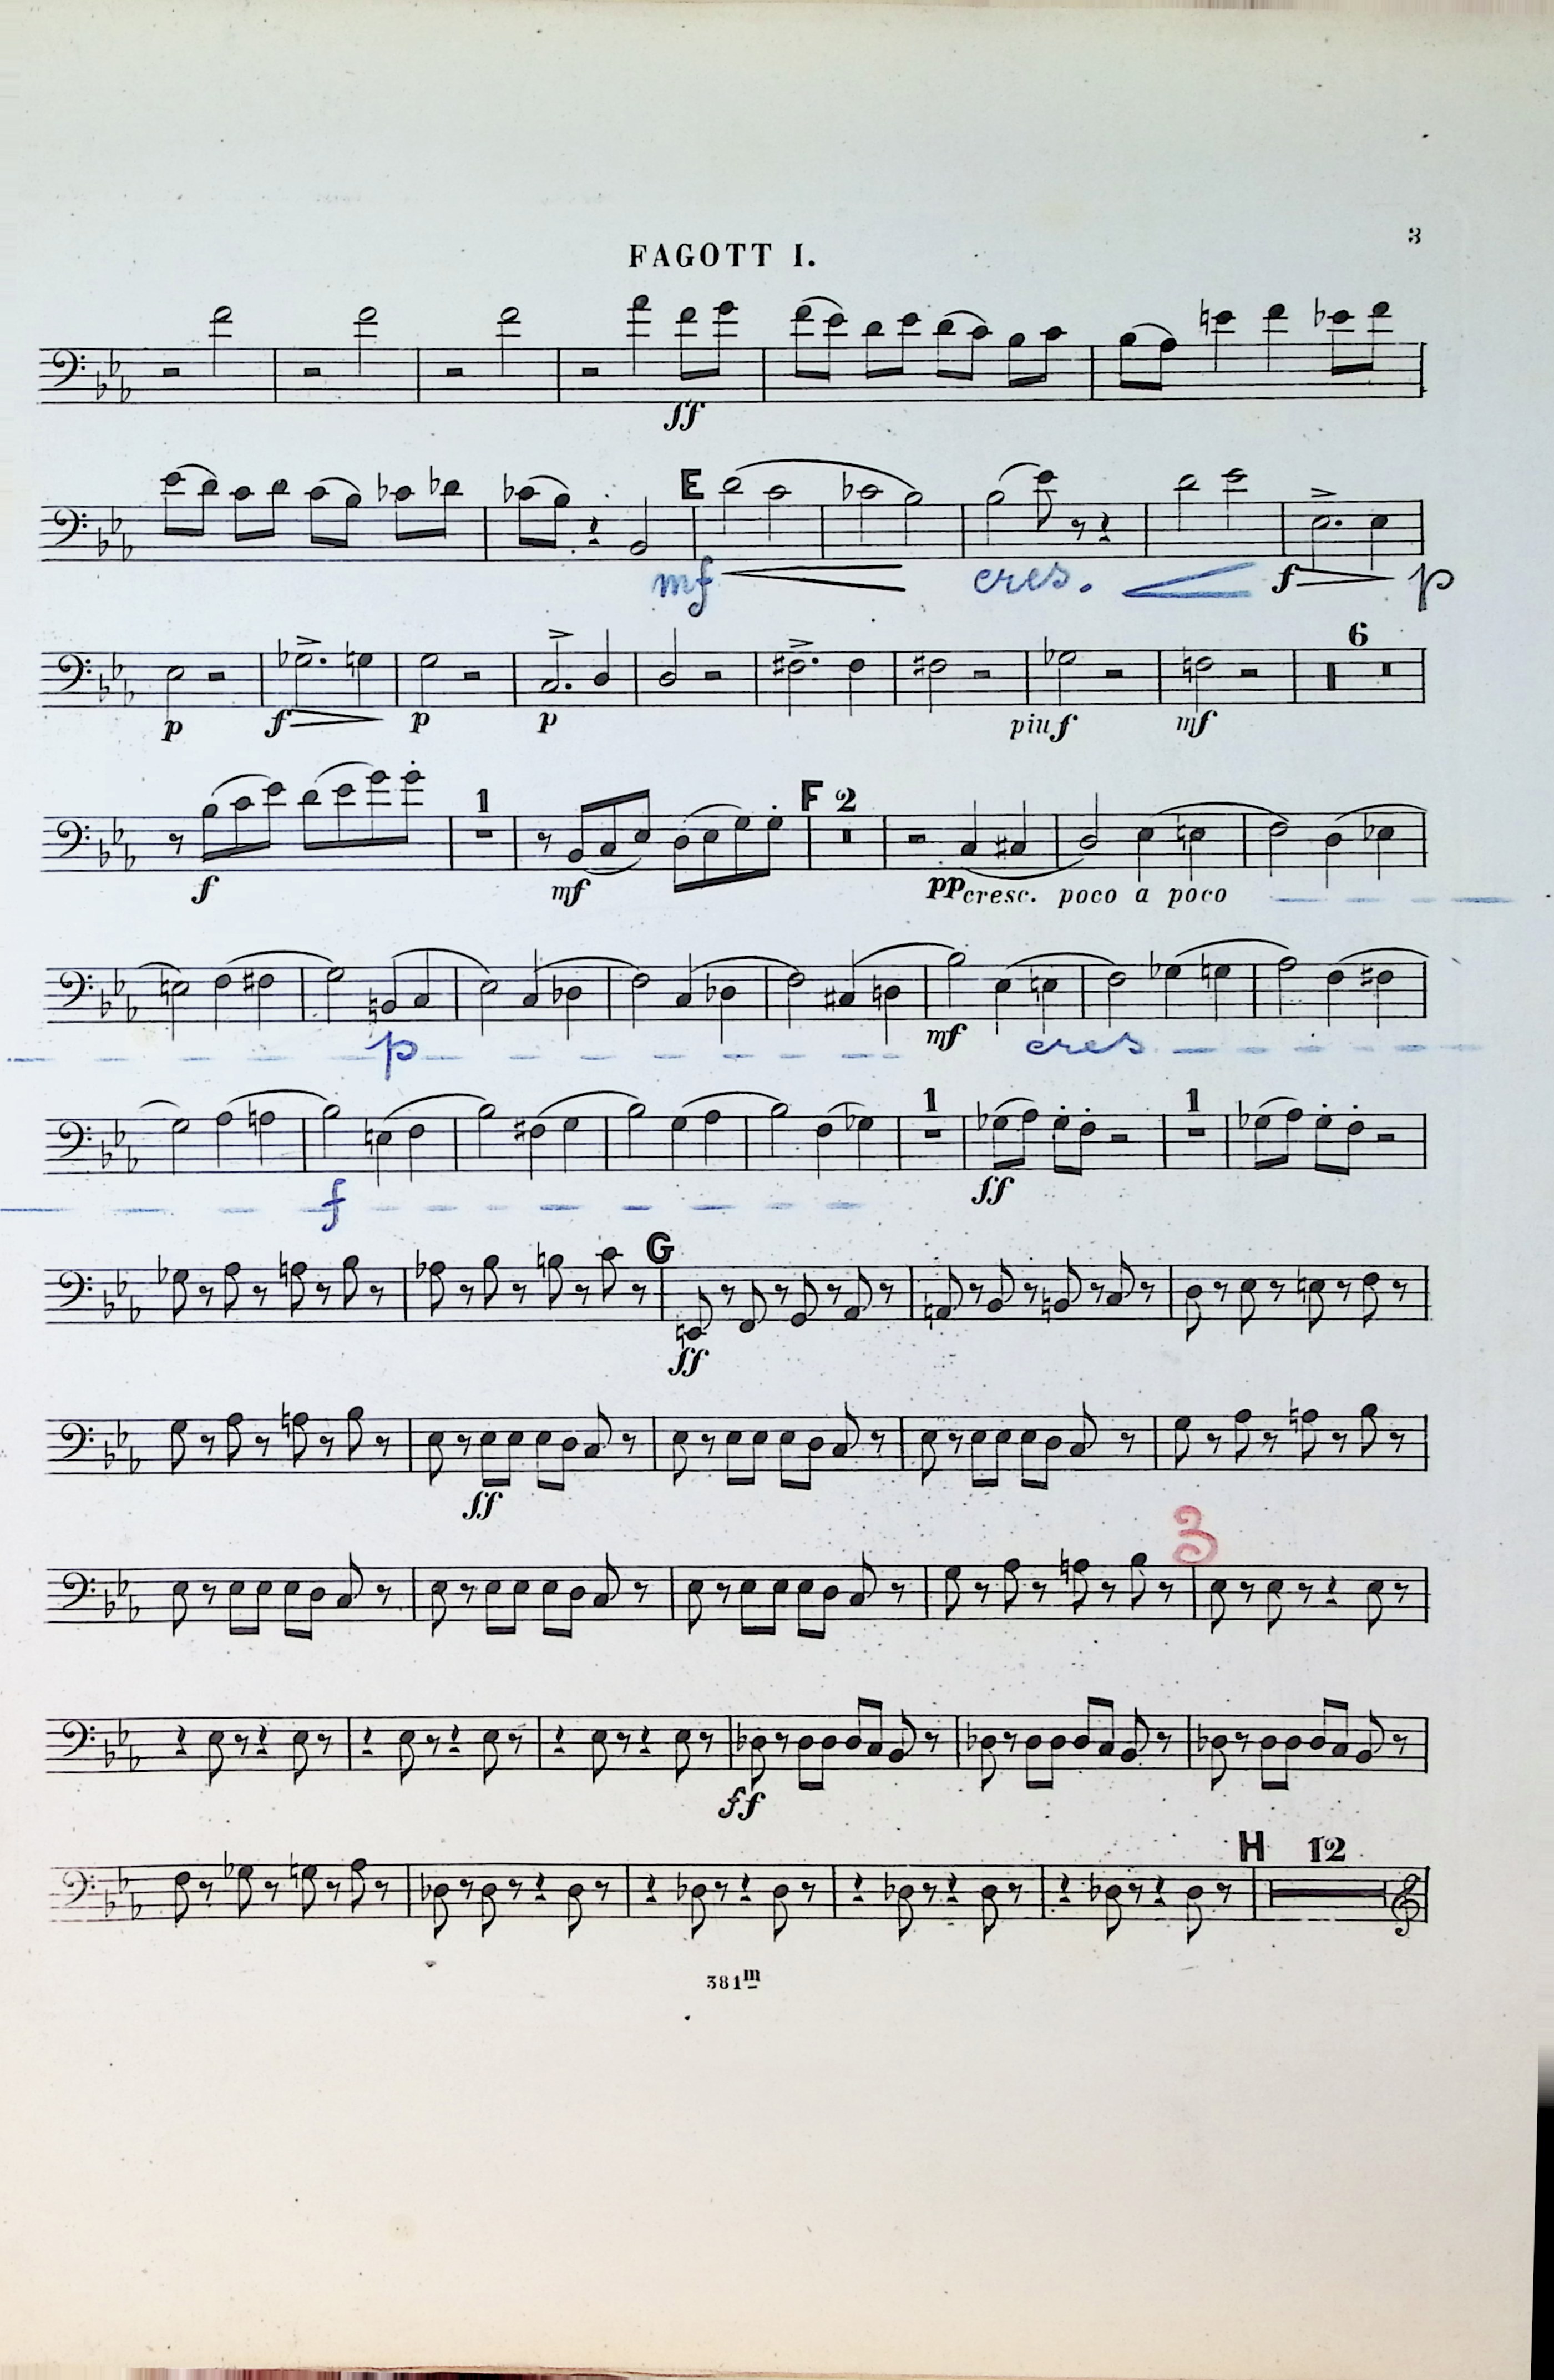 3
FAGOTT I.
ff
E
mf cres. f p
6
p f p p piu f mf
1 F 2
f mf pp cresc. poco a poco
p mf cres
1 1
f ff
G
ff
ff
3
ff
H 12
381m